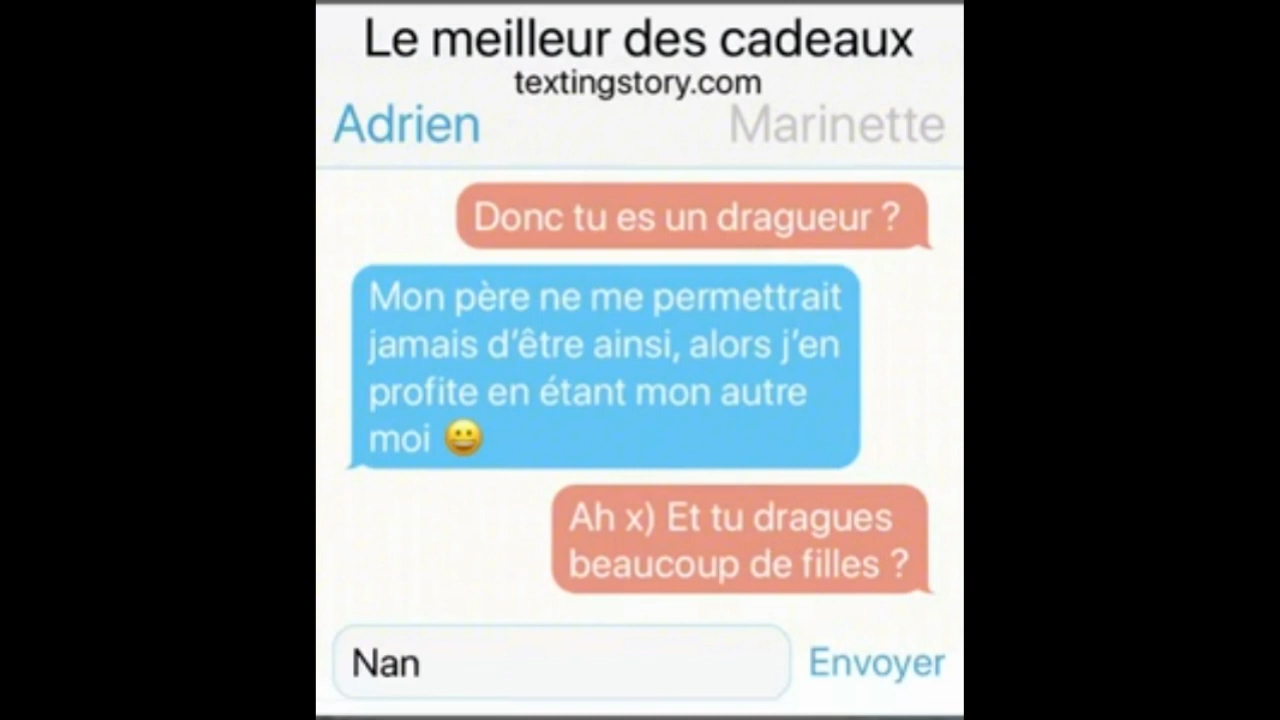 Le meilleur des cadeaux
textingstory.com
Adrien Marinette
Donc tu es un dragueur ?
Mon père ne me permettrait
jamais d’être ainsi, alors j’en
profite en étant mon autre
moi 😀
Ah x) Et tu dragues
beaucoup de filles ?
Nan Envoyer